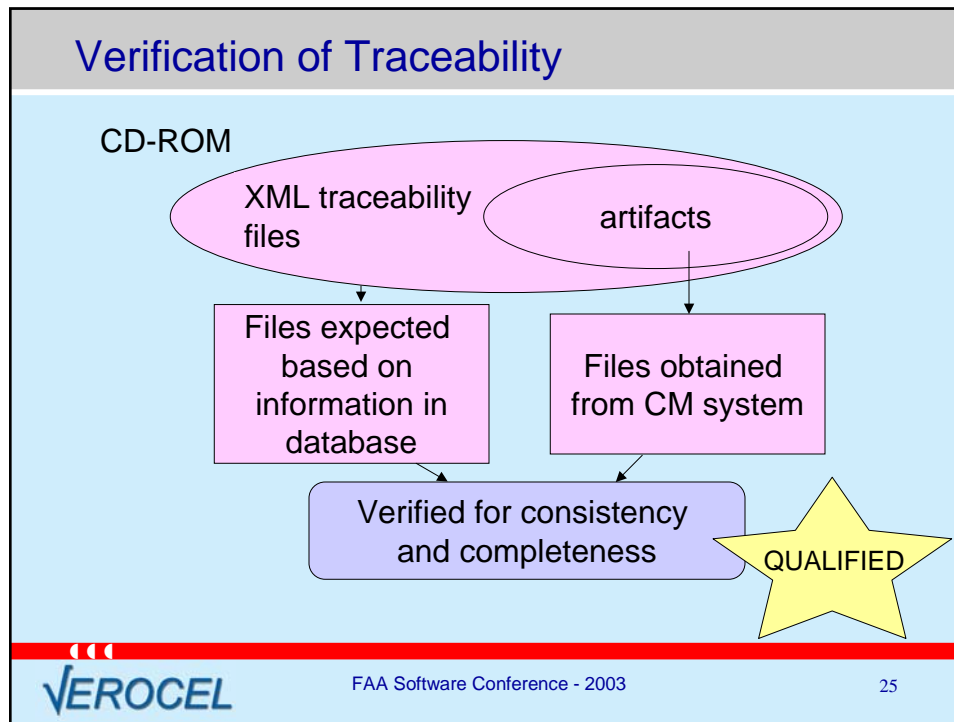 Verification of Traceability
CD-ROM
XML traceability
files
artifacts
Files expected
based on
information in
database
Files obtained
from CM system
Verified for consistency
and completeness
QUALIFIED
VEROCEL
FAA Software Conference - 2003
25